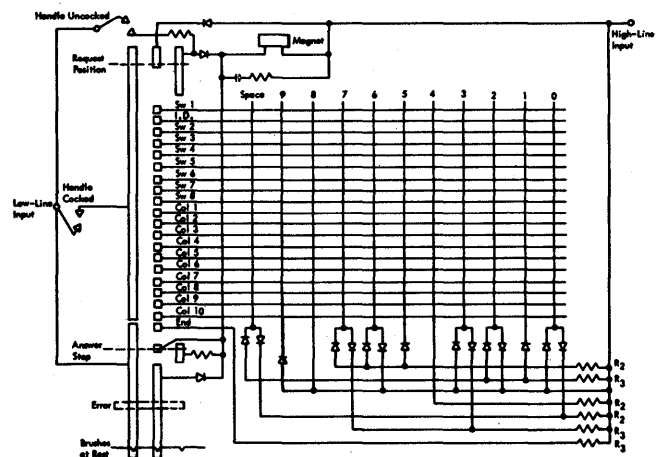 Handle Uncocked
Magnet
High-Line
Input
Request
Position
Space 9 8 7 6 5 4 3 2 1 0
Sw 1
I.D.
Sw 2
Sw 3
Sw 4
Sw 5
Sw 6
Sw 7
Sw 8
Handle
Cocked
Low-Line
Input
Col 1
Col 2
Col 3
Col 4
Col 5
Col 6
Col 7
Col 8
Col 9
Col 10
End
Answer
Stop
Error
Brushes
at Rest
R2
R3
R2
R2
R3
R3